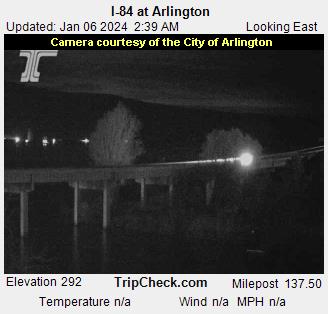 I-84 at Arlington
Updated: Jan 06 2024 2:39 AM Looking East
Camera courtesy of the City of Arlington
Elevation 292 TripCheck.com Milepost 137.50
Temperature n/a Wind n/a MPH n/a